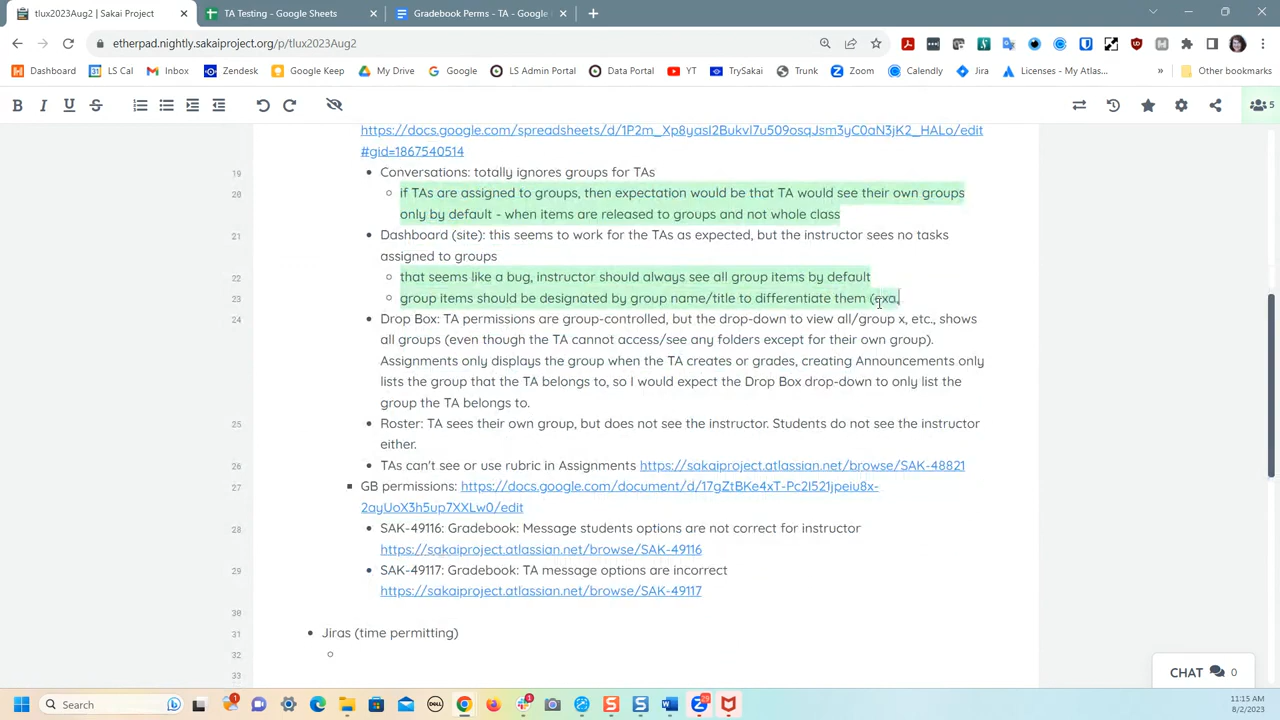 tlux2023Aug2 | Sakai Project
TA Testing - Google Sheets
Gradebook Perms - TA - Google
etherpad.nightly.sakaiproject.org/p/tlux2023Aug2
Dashboard
LS Cal
Inbox
Zendesk
Google Keep
My Drive
Google
LS Admin Portal
Data Portal
YT
TrySakai
Trunk
Zoom
Calendly
Jira
Licenses - My Atlas...
Other bookmarks
5
https://docs.google.com/spreadsheets/d/1P2m_Xp8yasI2BukvI7u509osqJsm3yC0aN3jK2_HALo/edit
#gid=1867540514
19 Conversations: totally ignores groups for TAs
20 if TAs are assigned to groups, then expectation would be that TA would see their own groups
only by default - when items are released to groups and not whole class
21 Dashboard (site): this seems to work for the TAs as expected, but the instructor sees no tasks
assigned to groups
22 that seems like a bug, instructor should always see all group items by default
23 group items should be designated by group name/title to differentiate them (exa,
24 Drop Box: TA permissions are group-controlled, but the drop-down to view all/group x, etc., shows
all groups (even though the TA cannot access/see any folders except for their own group).
Assignments only displays the group when the TA creates or grades, creating Announcements only
lists the group that the TA belongs to, so I would expect the Drop Box drop-down to only list the
group the TA belongs to.
25 Roster: TA sees their own group, but does not see the instructor. Students do not see the instructor
either.
26 TAs can't see or use rubric in Assignments https://sakaiproject.atlassian.net/browse/SAK-48821
27 GB permissions: https://docs.google.com/document/d/17gZtBKe4xT-Pc2I521jpeiu8x-
2ayUoX3h5up7XXLw0/edit
28 SAK-49116: Gradebook: Message students options are not correct for instructor
https://sakaiproject.atlassian.net/browse/SAK-49116
29 SAK-49117: Gradebook: TA message options are incorrect
https://sakaiproject.atlassian.net/browse/SAK-49117
30
31 Jiras (time permitting)
32
33
CHAT 0
Search
11:15 AM
8/2/2023